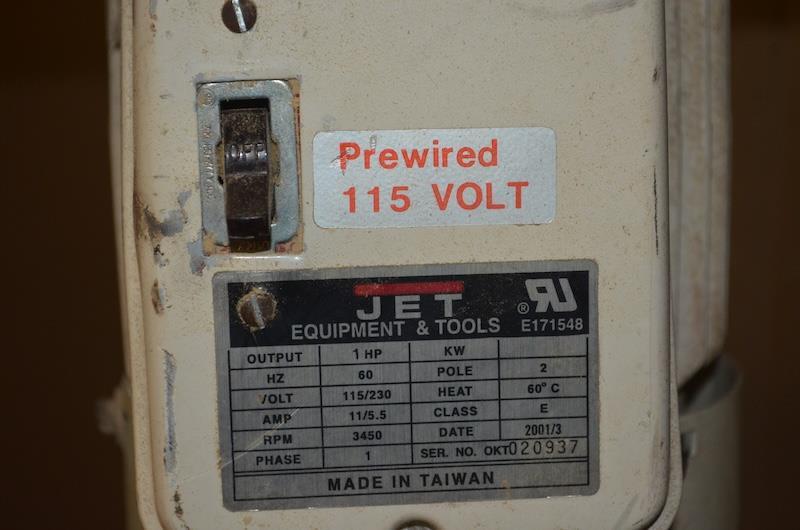 OFF
Prewired
115 VOLT
JET
® RU
EQUIPMENT & TOOLS E171548
OUTPUT 1 HP KW
HZ 60 POLE 2
VOLT 115/230 HEAT 60° C
AMP 11/5.5 CLASS E
RPM 3450 DATE 2001/3
PHASE 1 SER. NO. OKT020937
MADE IN TAIWAN